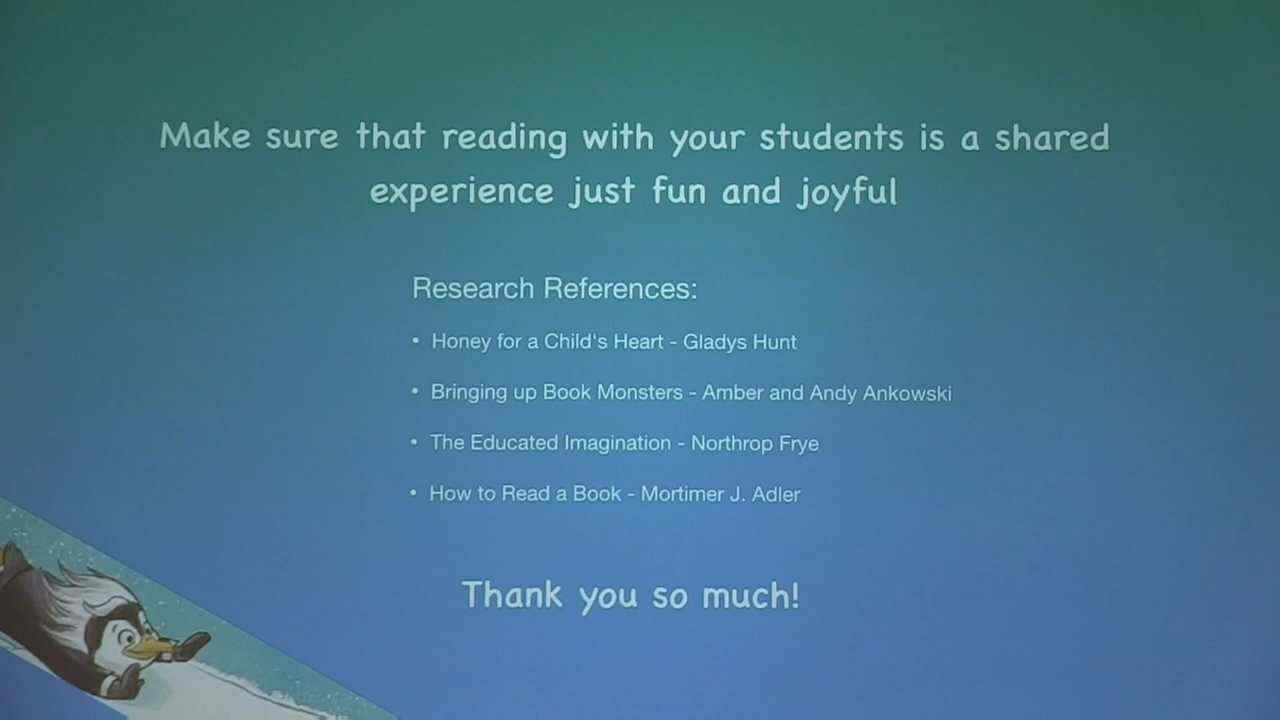 Make sure that reading with your students is a shared
experience just fun and joyful
Research References:
• Honey for a Child's Heart - Gladys Hunt
• Bringing up Book Monsters - Amber and Andy Ankowski
• The Educated Imagination - Northrop Frye
• How to Read a Book - Mortimer J. Adler
Thank you so much!